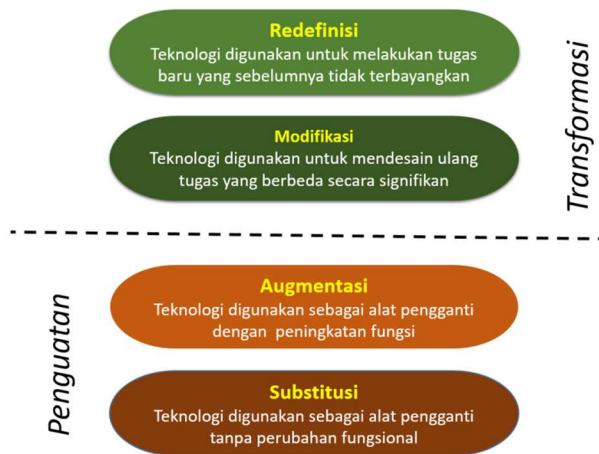 Redefinisi
Teknologi digunakan untuk melakukan tugas
baru yang sebelumnya tidak terbayangkan
Modifikasi
Teknologi digunakan untuk mendesain ulang
tugas yang berbeda secara signifikan
Transformasi
Augmentasi
Teknologi digunakan sebagai alat pengganti
dengan peningkatan fungsi
Substitusi
Teknologi digunakan sebagai alat pengganti
tanpa perubahan fungsional
Penguatan